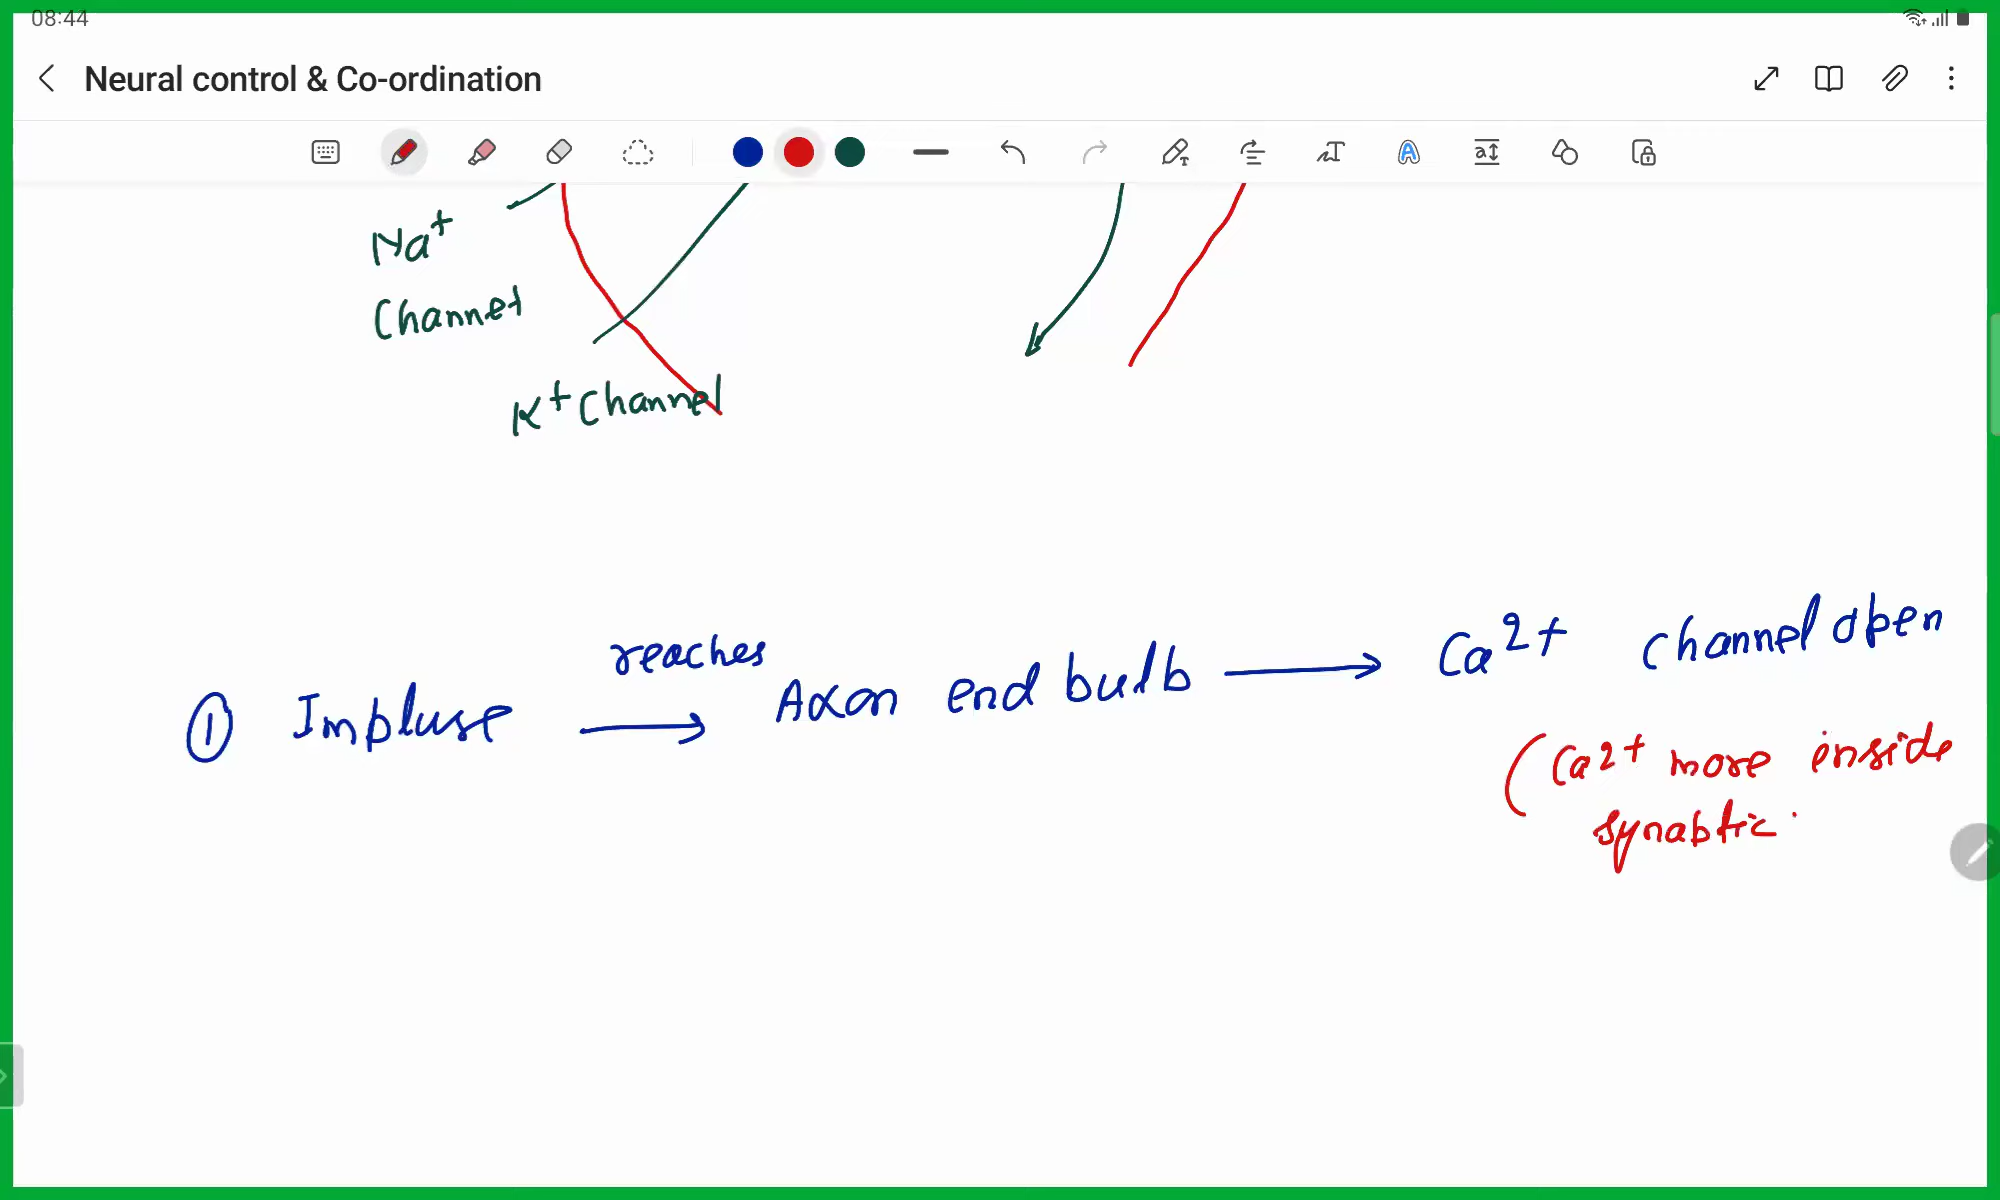 08:44
Neural control & Co-ordination
Na+
Channel
K+ Channel
① Impluse reaches → Axon end bulb → Ca2+ channel open
(Ca2+ more inside
synaptic